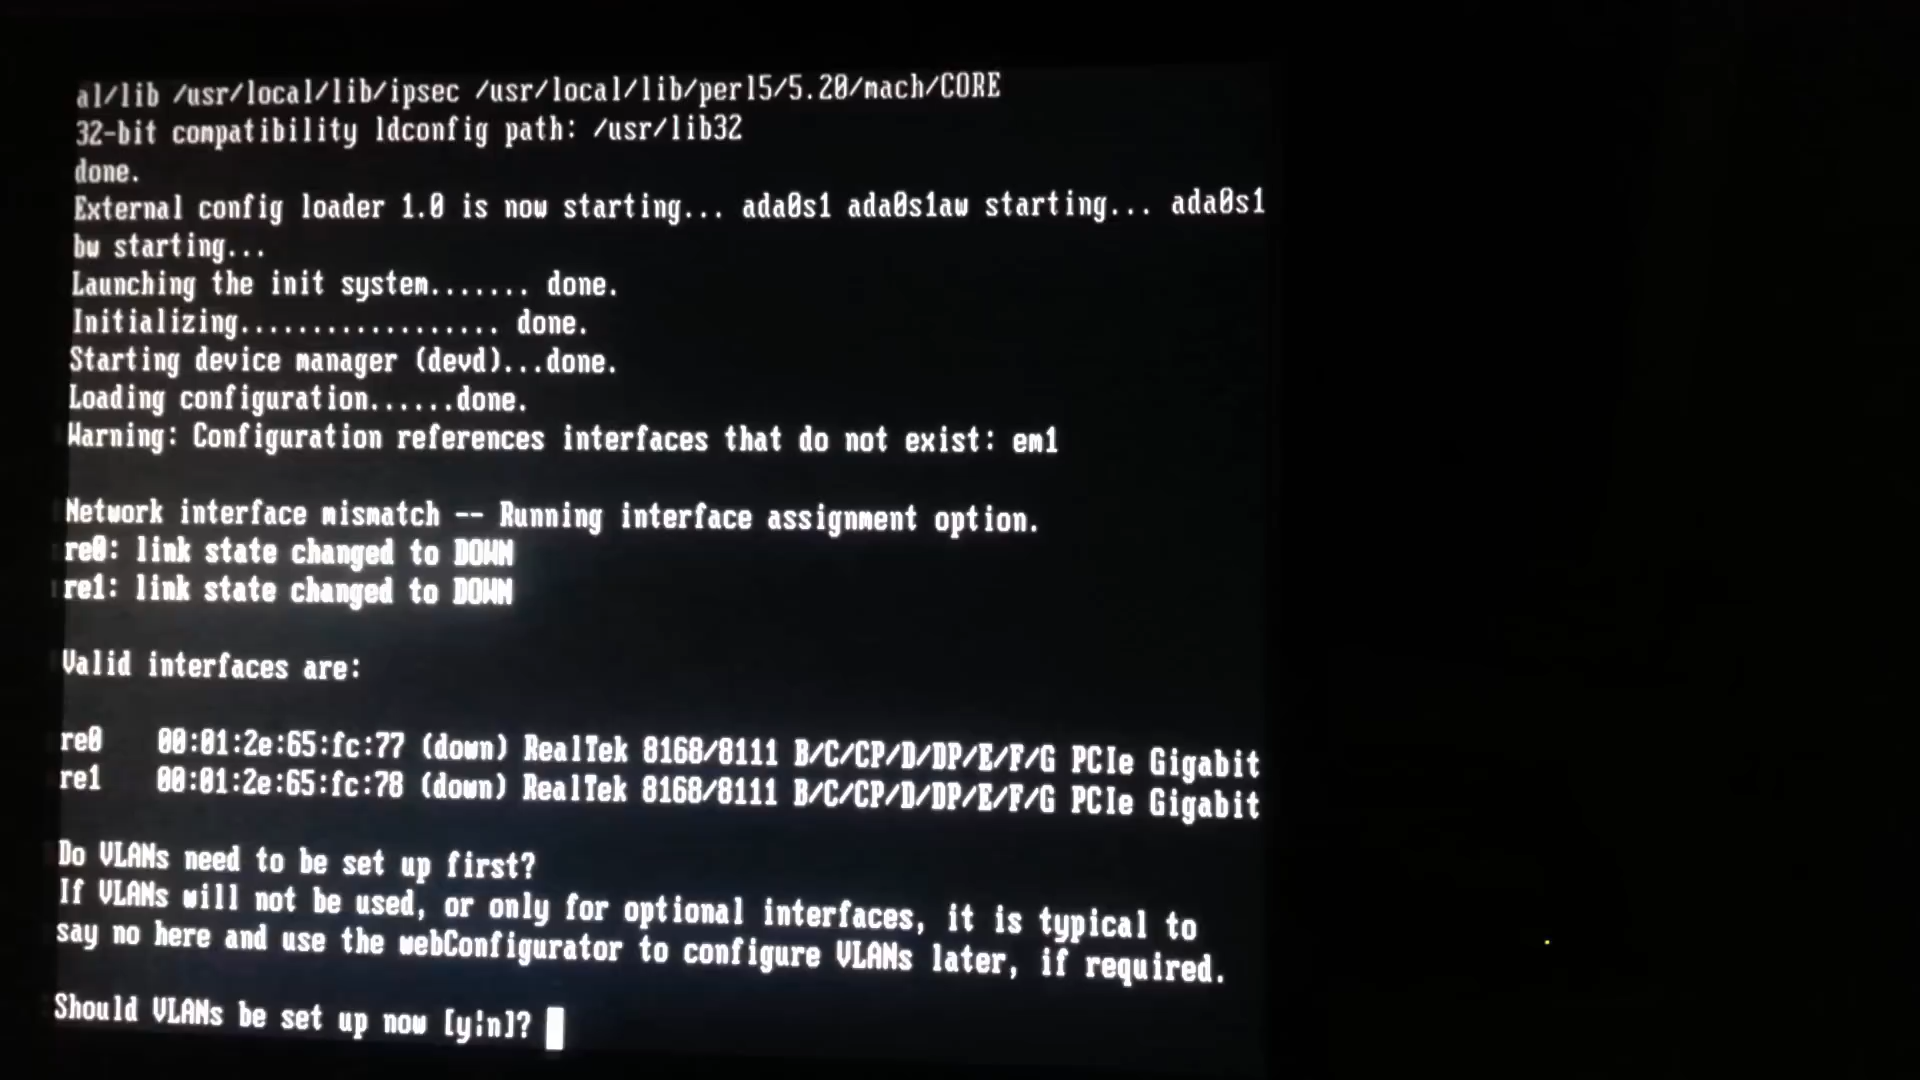 al/lib /usr/local/lib/ipsec /usr/local/lib/perl5/5.20/mach/CORE
32-bit compatibility ldconfig path: /usr/lib32
done.
External config loader 1.0 is now starting... ada0s1 ada0s1aw starting... ada0s1
bw starting...
Launching the init system....... done.
Initializing.................. done.
Starting device manager (devd)...done.
Loading configuration......done.
Warning: Configuration references interfaces that do not exist: em1
Network interface mismatch -- Running interface assignment option.
re0: link state changed to DOWN
re1: link state changed to DOWN
Valid interfaces are:
re0 00:01:2e:65:fc:77 (down) RealTek 8168/8111 B/C/CP/D/DP/E/F/G PCIe Gigabit
re1 00:01:2e:65:fc:78 (down) RealTek 8168/8111 B/C/CP/D/DP/E/F/G PCIe Gigabit
Do VLANs need to be set up first?
If VLANs will not be used, or only for optional interfaces, it is typical to
say no here and use the webConfigurator to configure VLANs later, if required.
Should VLANs be set up now [y|n]?